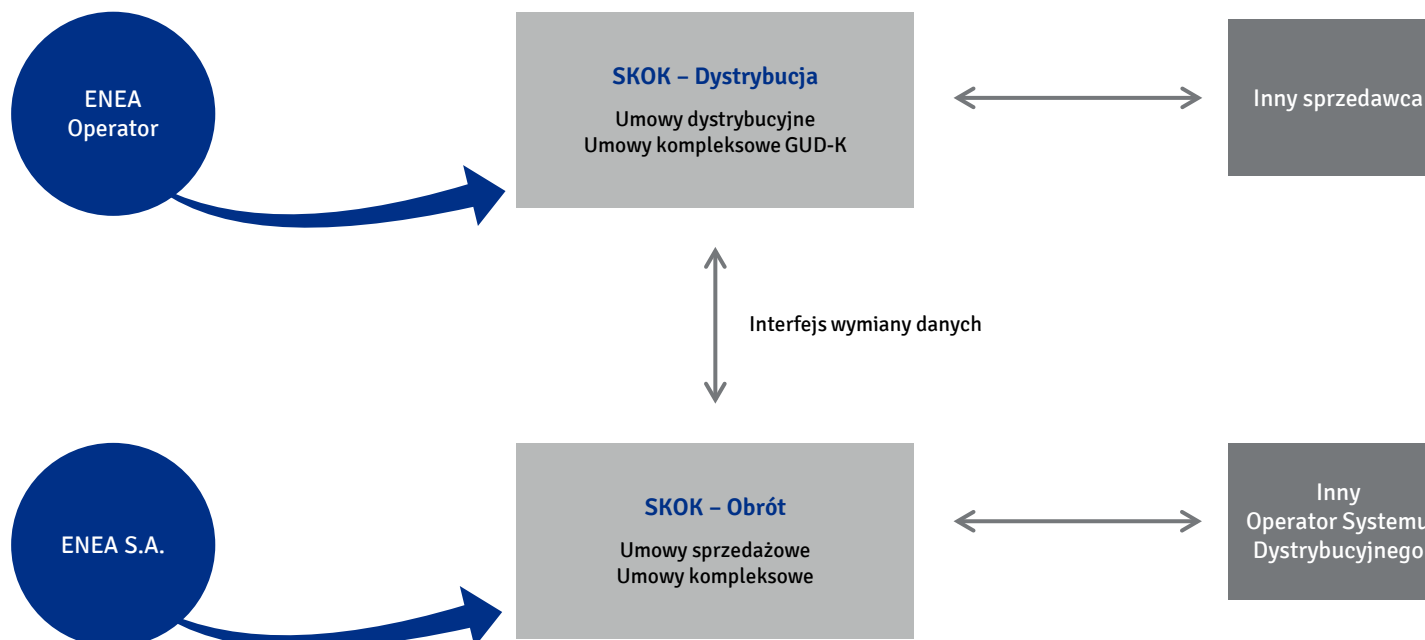 ENEA
Operator
SKOK – Dystrybucja
Umowy dystrybucyjne
Umowy kompleksowe GUD-K
Inny sprzedawca
Interfejs wymiany danych
ENEA S.A.
SKOK – Obrót
Umowy sprzedażowe
Umowy kompleksowe
Inny
Operator Systemu
Dystrybucyjnego